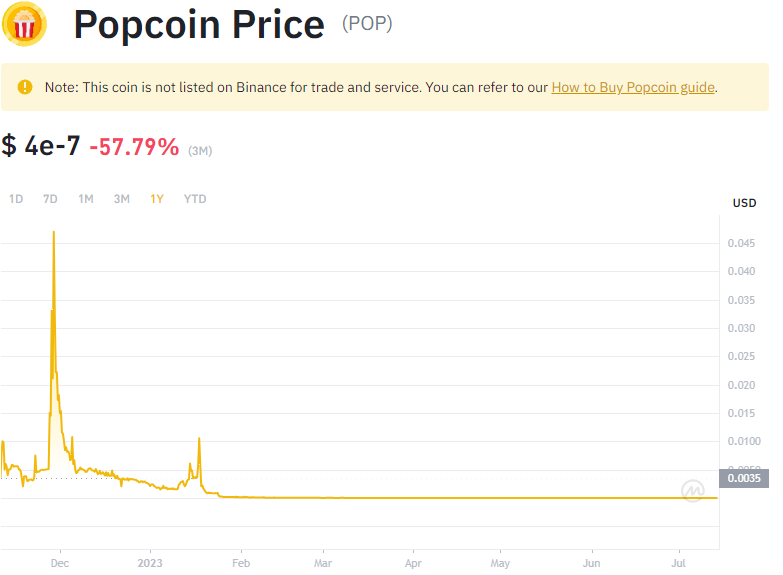 Popcoin Price (POP)
Note: This coin is not listed on Binance for trade and service. You can refer to our How to Buy Popcoin guide.
$ 4e-7 -57.79% (3M)
1D 7D 1M 3M 1Y YTD
USD
0.045
0.040
0.035
0.030
0.025
0.020
0.015
0.0100
0.0050
0.0035
Dec 2023 Feb Mar Apr May Jun Jul